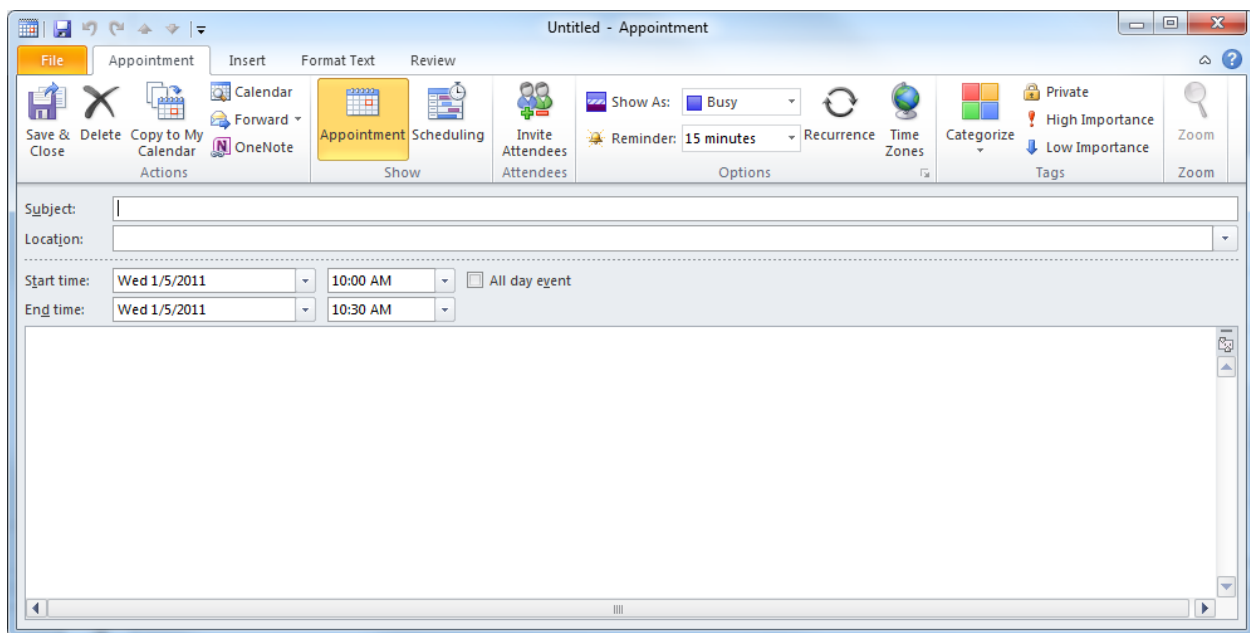 Untitled - Appointment
File Appointment Insert Format Text Review
Save & Close
Delete
Copy to My Calendar
Calendar
Forward
OneNote
Actions
Appointment
Scheduling
Show
Invite Attendees
Attendees
Show As: Busy
Reminder: 15 minutes
Recurrence
Time Zones
Options
Categorize
Private
High Importance
Low Importance
Tags
Zoom
Zoom
Subject:
Location:
Start time: Wed 1/5/2011 10:00 AM All day event
End time: Wed 1/5/2011 10:30 AM